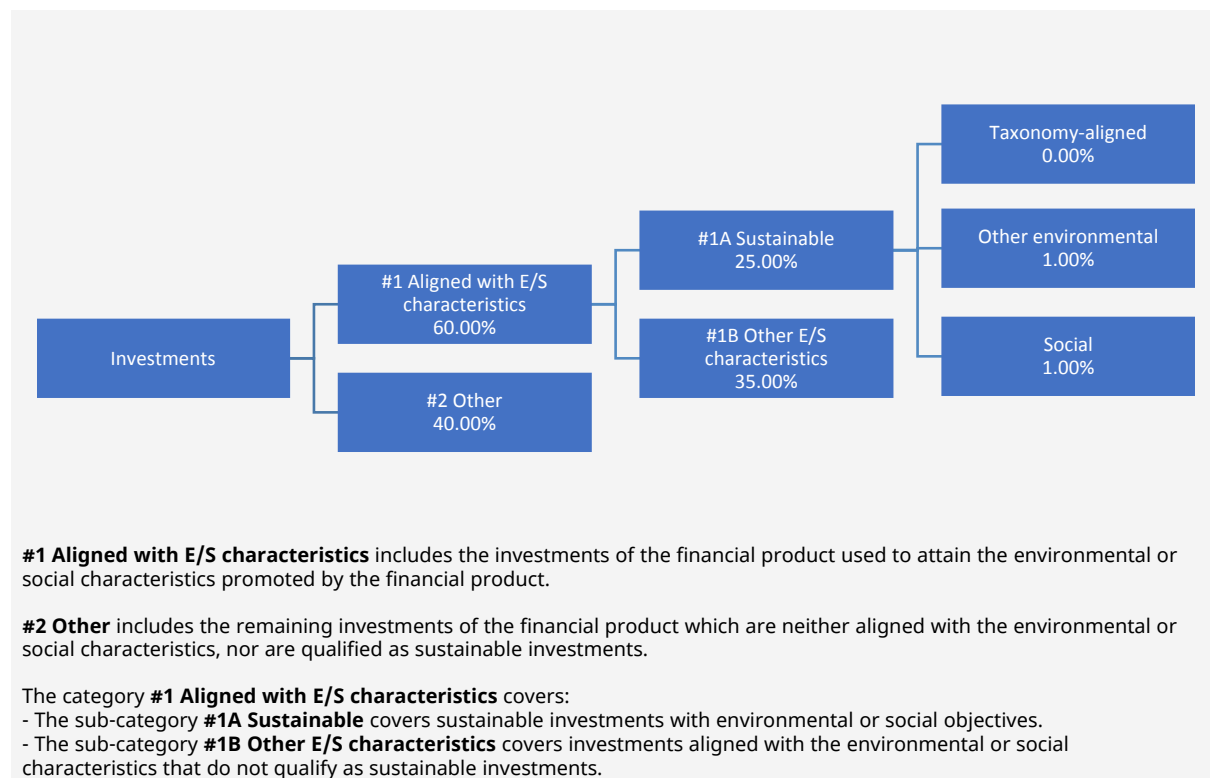 Taxonomy-aligned
0.00%
#1A Sustainable
25.00%
Other environmental
1.00%
#1 Aligned with E/S
characteristics
60.00%
Investments
#1B Other E/S
characteristics
35.00%
Social
1.00%
#2 Other
40.00%
#1 Aligned with E/S characteristics includes the investments of the financial product used to attain the environmental or
social characteristics promoted by the financial product.
#2 Other includes the remaining investments of the financial product which are neither aligned with the environmental or
social characteristics, nor are qualified as sustainable investments.
The category #1 Aligned with E/S characteristics covers:
- The sub-category #1A Sustainable covers sustainable investments with environmental or social objectives.
- The sub-category #1B Other E/S characteristics covers investments aligned with the environmental or social
characteristics that do not qualify as sustainable investments.